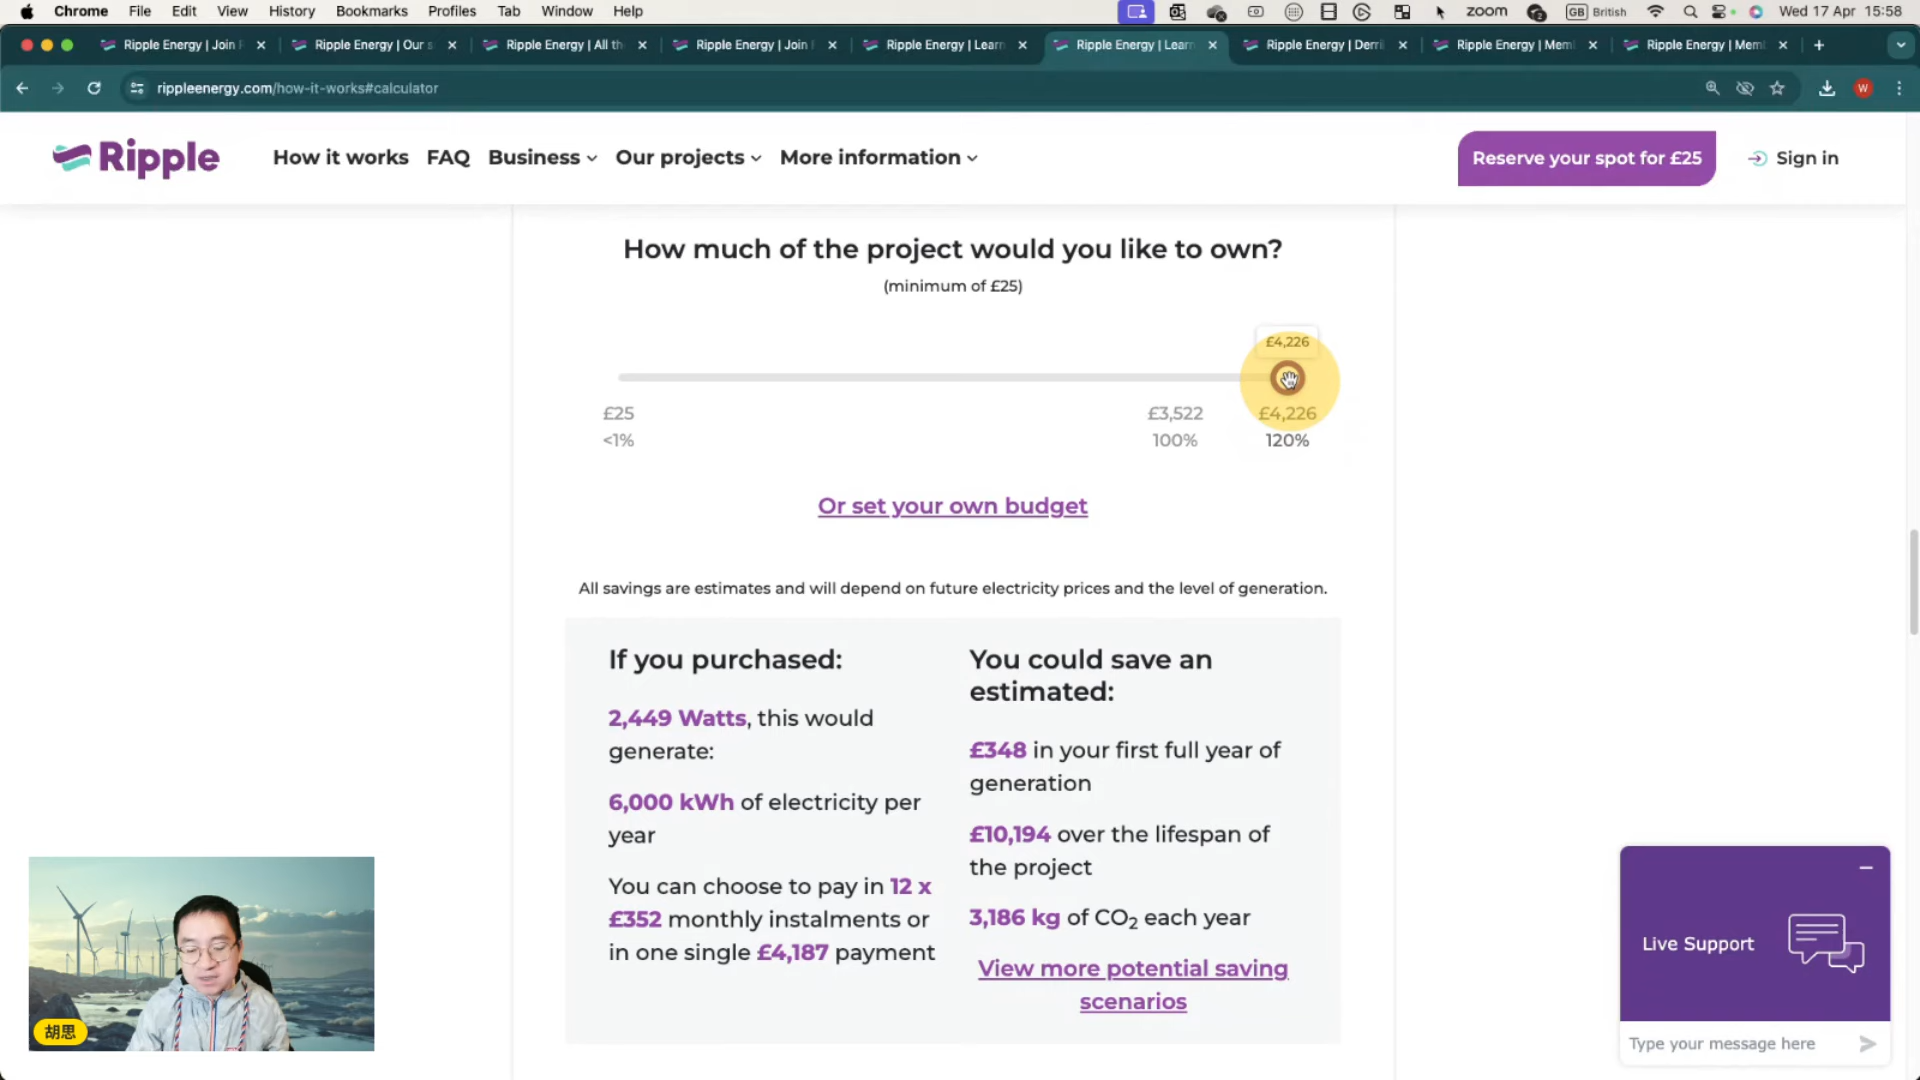 Chrome File Edit View History Bookmarks Profiles Tab Window Help zoom GB British Wed 17 Apr 15:58
Ripple Energy | Join Ripple Energy | Our s Ripple Energy | All th Ripple Energy | Join Ripple Energy | Learn Ripple Energy | Learn Ripple Energy | Derril Ripple Energy | Mem Ripple Energy | Mem
rippleenergy.com/how-it-works#calculator W
Ripple How it works FAQ Business Our projects More information Reserve your spot for £25 Sign in
How much of the project would you like to own?
(minimum of £25)
£4,226
£25 £3,522 £4,226
<1% 100% 120%
Or set your own budget
All savings are estimates and will depend on future electricity prices and the level of generation.
If you purchased:
2,449 Watts, this would
generate:
6,000 kWh of electricity per
year
You can choose to pay in 12 x
£352 monthly instalments or
in one single £4,187 payment
You could save an
estimated:
£348 in your first full year of
generation
£10,194 over the lifespan of
the project
3,186 kg of CO₂ each year
View more potential saving
scenarios
Live Support
Type your message here
胡思